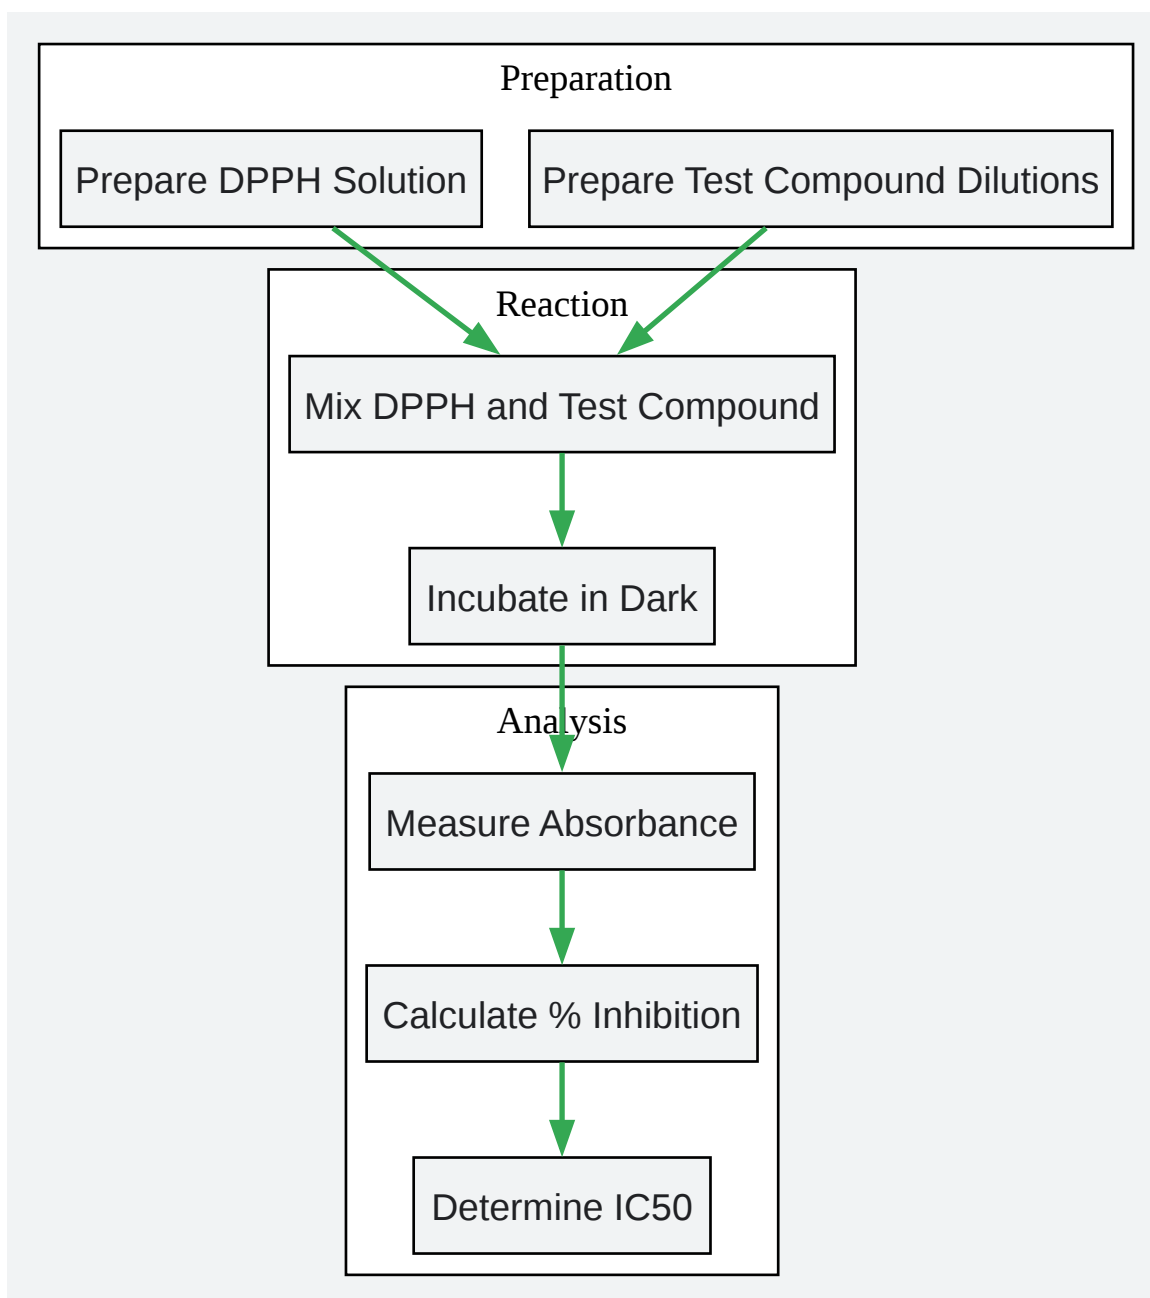 Preparation
Prepare DPPH Solution
Prepare Test Compound Dilutions
Reaction
Mix DPPH and Test Compound
Incubate in Dark
Analysis
Measure Absorbance
Calculate % Inhibition
Determine IC50